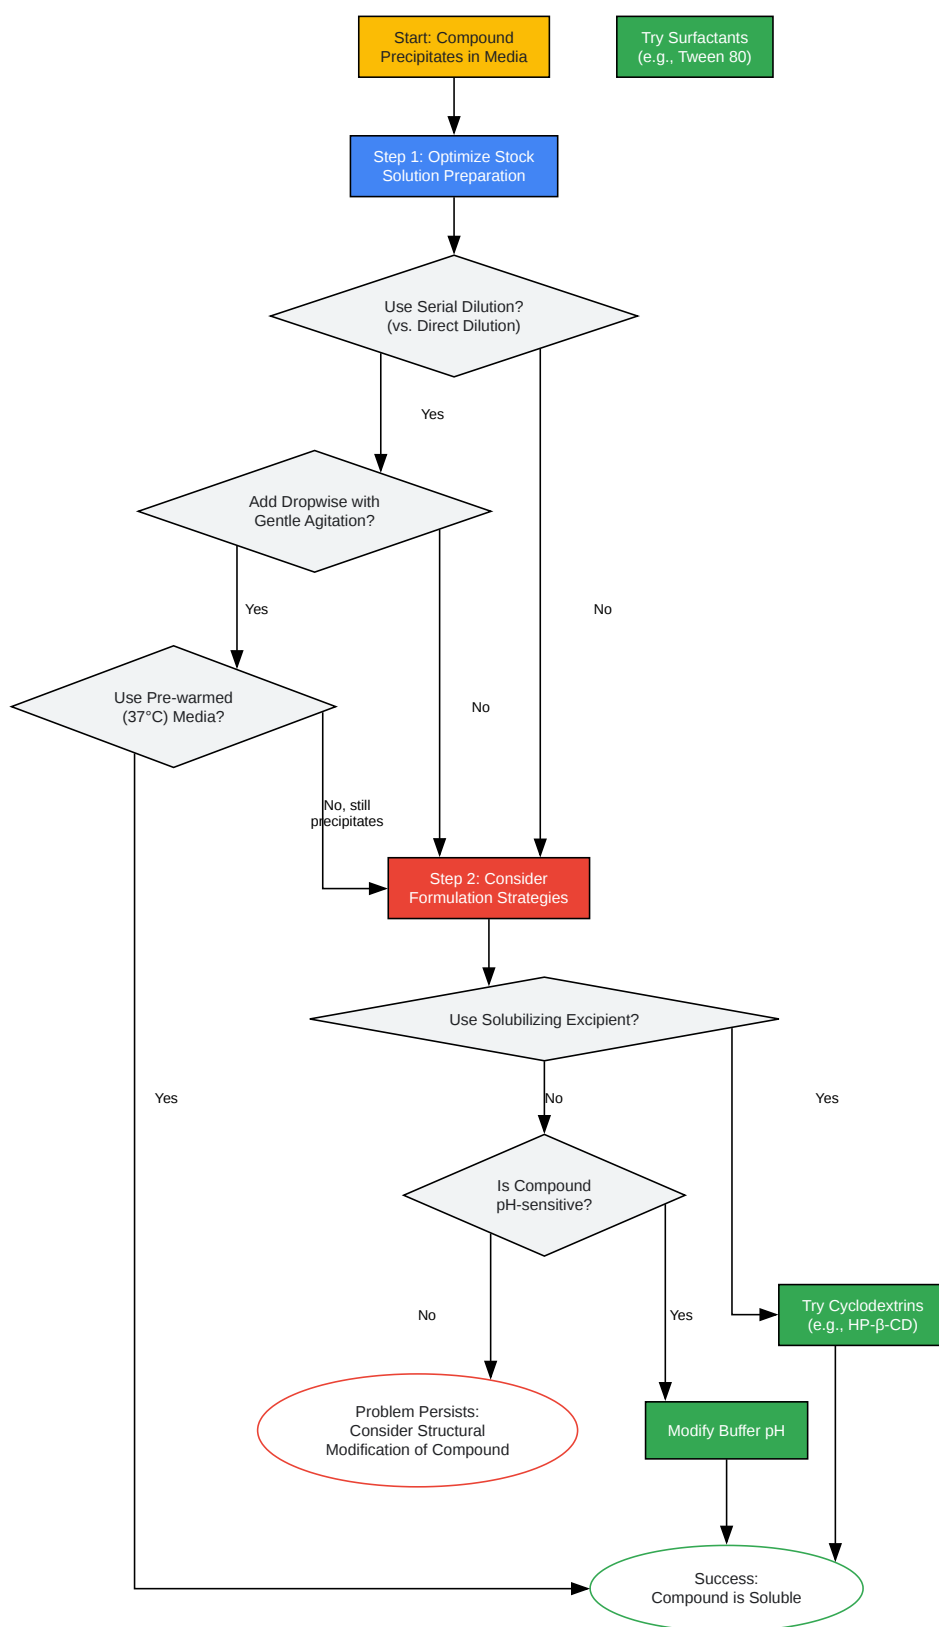 Start: Compound
Precipitates in Media
Try Surfactants
(e.g., Tween 80)
Step 1: Optimize Stock
Solution Preparation
Use Serial Dilution?
(vs. Direct Dilution)
Yes
Add Dropwise with
Gentle Agitation?
Yes
No
Use Pre-warmed
(37°C) Media?
No
No, still
precipitates
Step 2: Consider
Formulation Strategies
Use Solubilizing Excipient?
Yes
No
Yes
Is Compound
pH-sensitive?
No
Yes
Try Cyclodextrins
(e.g., HP-β-CD)
Problem Persists:
Consider Structural
Modification of Compound
Modify Buffer pH
Success:
Compound is Soluble